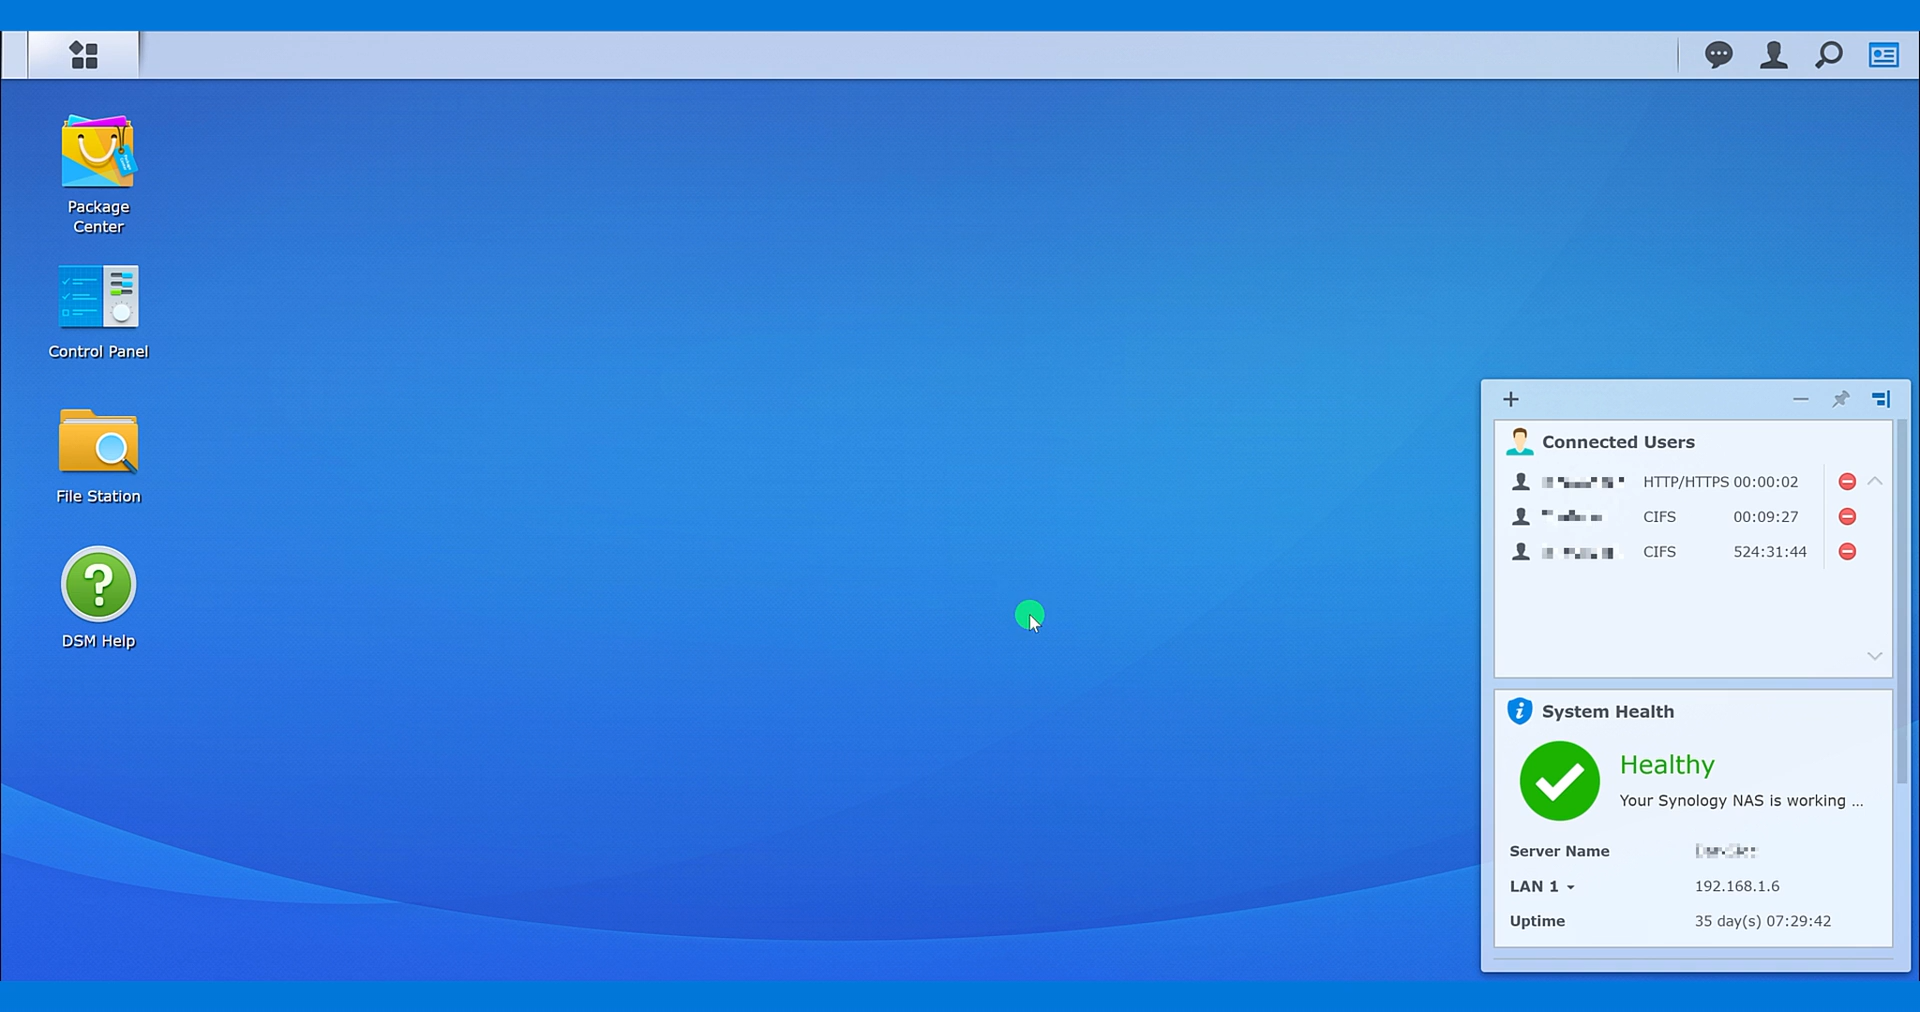 Package
Center
Control Panel
File Station
DSM Help
Connected Users
HTTP/HTTPS 00:00:02
CIFS 00:09:27
CIFS 524:31:44
System Health
Healthy
Your Synology NAS is working ...
Server Name
LAN 1 192.168.1.6
Uptime 35 day(s) 07:29:42